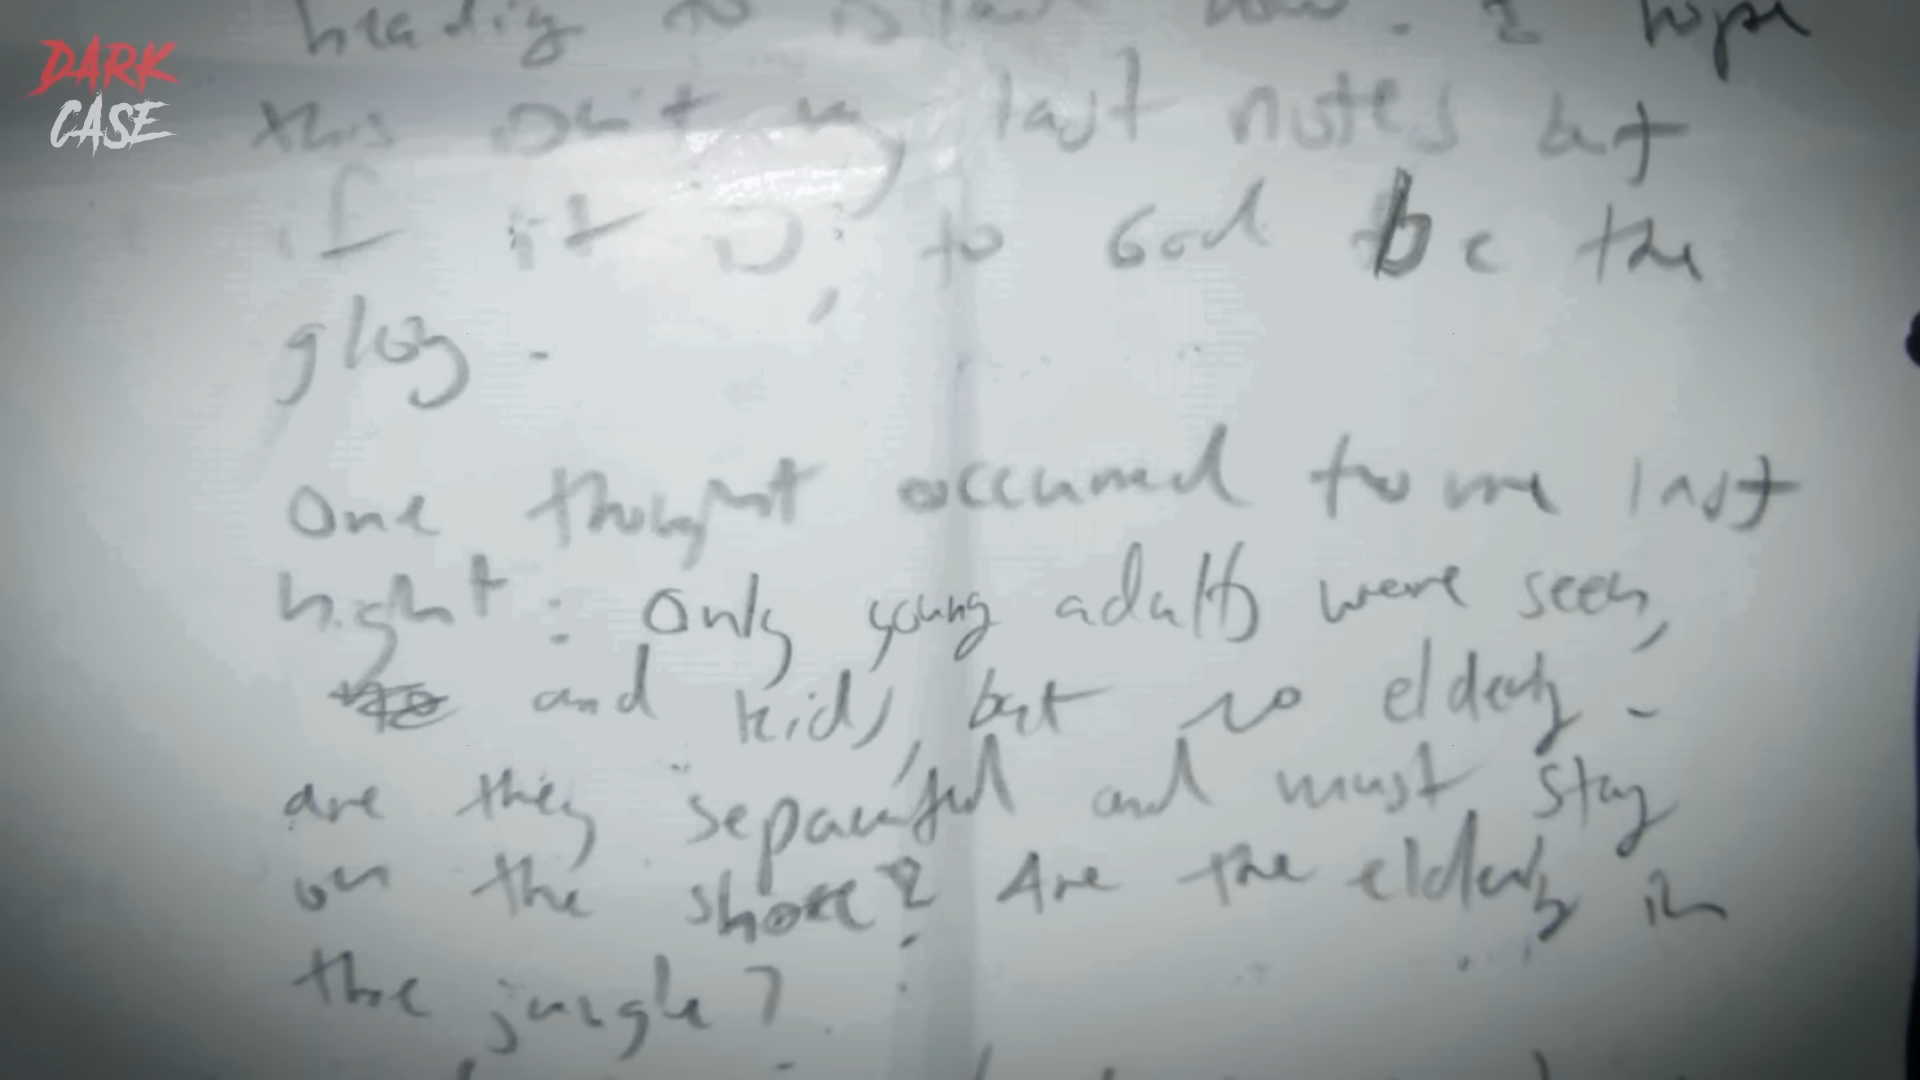 DARK
CASE
heading to island now. I hope
this isn't my last notes but
if it is, to God be the
glory.
One thought occurred to me last
night: Only young adults were seen,
and kids, but no elderly.
are they separated and must stay
on the shore? Are the elderly in
the jungle?